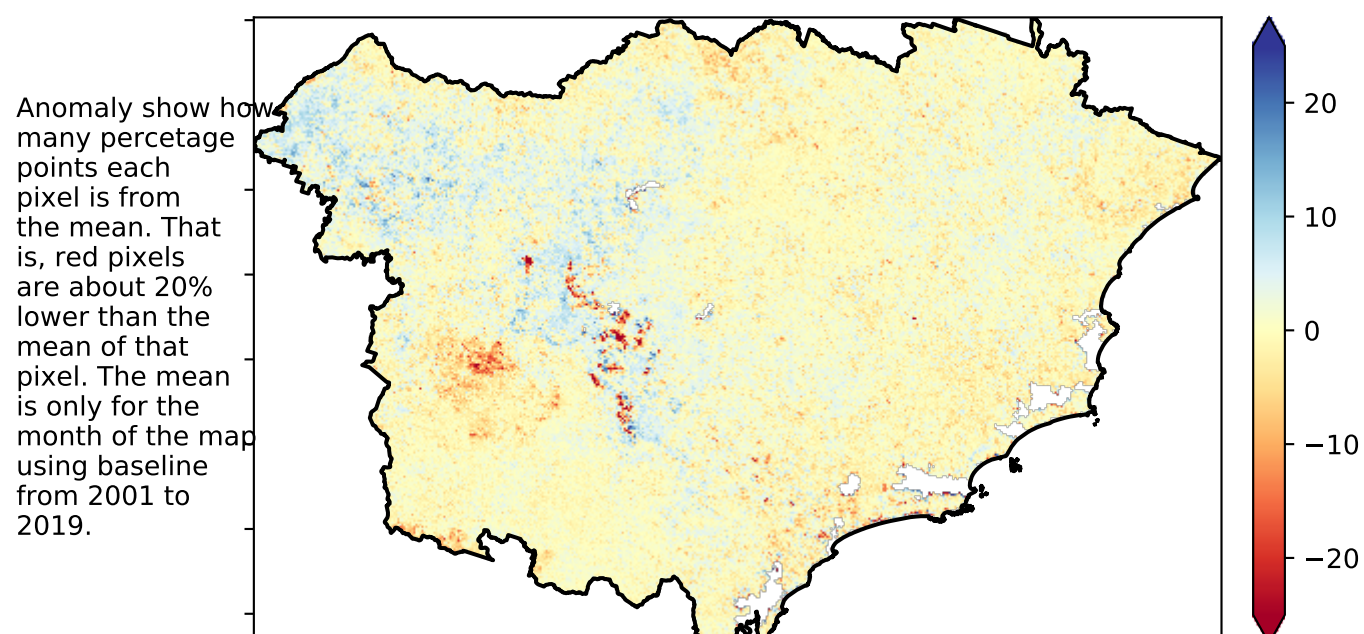 Anomaly show how
many percetage
points each
pixel is from
the mean. That
is, red pixels
are about 20%
lower than the
mean of that
pixel. The mean
is only for the
month of the map
using baseline
from 2001 to
2019.
20
10
0
−10
−20